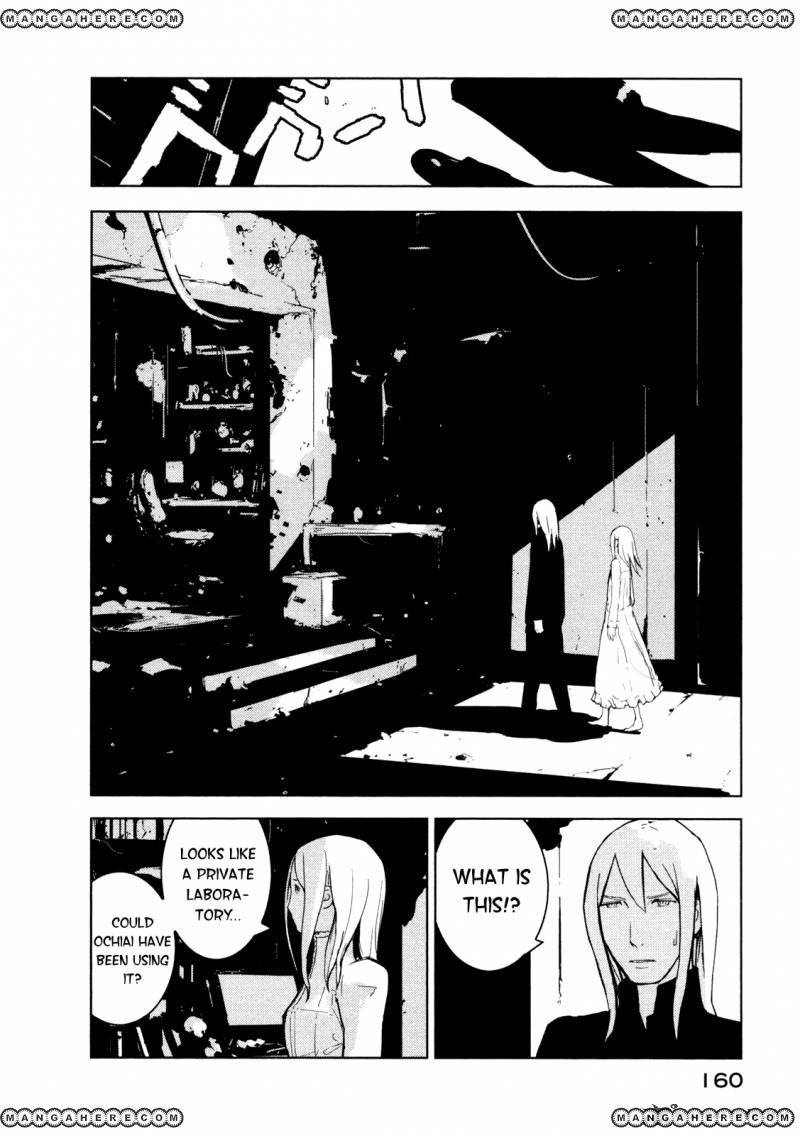 MANGAHERE.COM
MANGAHERE.COM
WHAT IS
THIS!?
LOOKS LIKE
A PRIVATE
LABORA-
TORY...
COULD
OCHIAI HAVE
BEEN USING
IT?
160
MANGAHERE.COM
MANGAHERE.COM